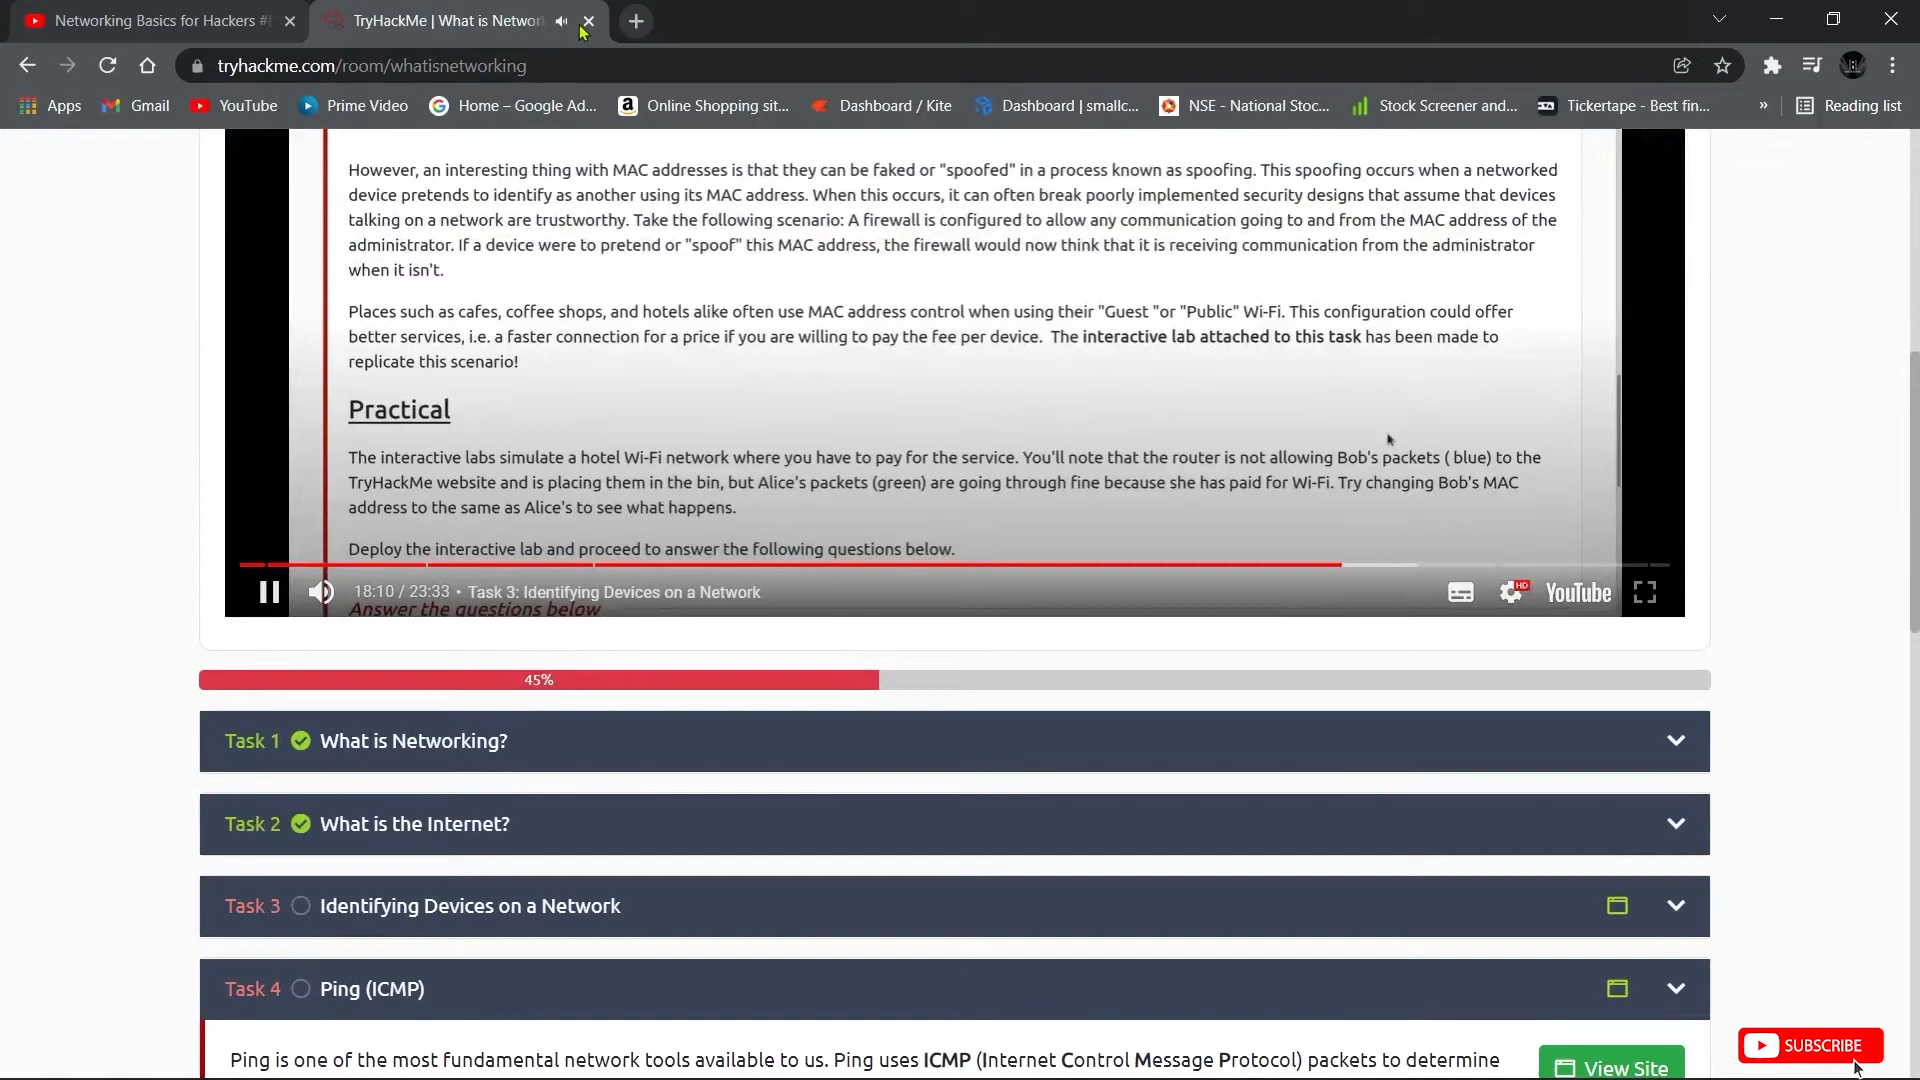 Networking Basics for Hackers #
TryHackMe | What is Networ
tryhackme.com/room/whatisnetworking
Apps
Gmail
YouTube
Prime Video
Home – Google Ad...
Online Shopping sit...
Dashboard / Kite
Dashboard | smallc...
NSE - National Stoc...
Stock Screener and...
Tickertape - Best fin...
»
Reading list
However, an interesting thing with MAC addresses is that they can be faked or "spoofed" in a process known as spoofing. This spoofing occurs when a networked
device pretends to identify as another using its MAC address. When this occurs, it can often break poorly implemented security designs that assume that devices
talking on a network are trustworthy. Take the following scenario: A firewall is configured to allow any communication going to and from the MAC address of the
administrator. If a device were to pretend or "spoof" this MAC address, the firewall would now think that it is receiving communication from the administrator
when it isn't.
Places such as cafes, coffee shops, and hotels alike often use MAC address control when using their "Guest "or "Public" Wi-Fi. This configuration could offer
better services, i.e. a faster connection for a price if you are willing to pay the fee per device. The interactive lab attached to this task has been made to
replicate this scenario!
Practical
The interactive labs simulate a hotel Wi-Fi network where you have to pay for the service. You'll note that the router is not allowing Bob's packets ( blue) to the
TryHackMe website and is placing them in the bin, but Alice's packets (green) are going through fine because she has paid for Wi-Fi. Try changing Bob's MAC
address to the same as Alice's to see what happens.
Deploy the interactive lab and proceed to answer the following questions below.
18:10 / 23:33 • Task 3: Identifying Devices on a Network
HD
YouTube
Answer the questions below
45%
Task 1 What is Networking?
Task 2 What is the Internet?
Task 3 Identifying Devices on a Network
Task 4 Ping (ICMP)
Ping is one of the most fundamental network tools available to us. Ping uses ICMP (Internet Control Message Protocol) packets to determine
View Site
SUBSCRIBE